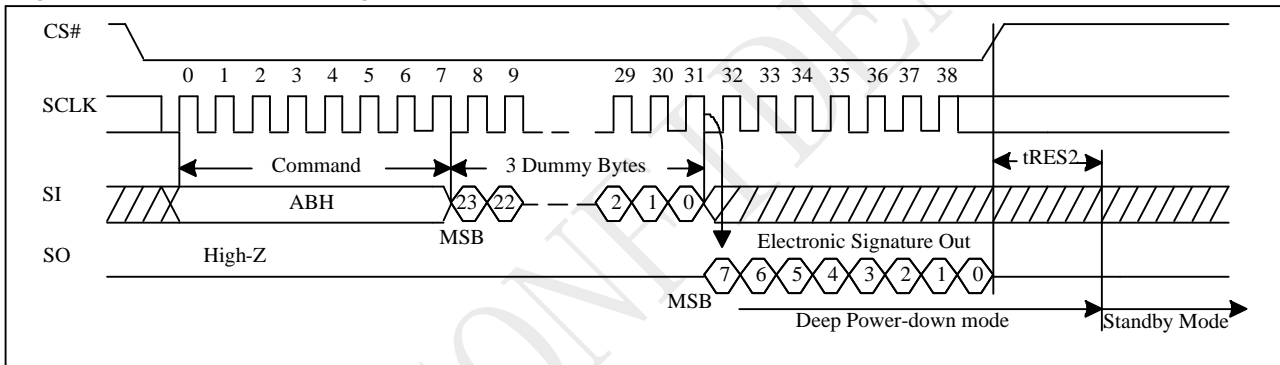 CS#
0 1 2 3 4 5 6 7 8 9 29 30 31 32 33 34 35 36 37 38
SCLK
Command 3 Dummy Bytes tRES2
SI ABH 23 22 2 1 0
MSB
SO High-Z Electronic Signature Out
7 6 5 4 3 2 1 0
MSB
Deep Power-down mode Standby Mode